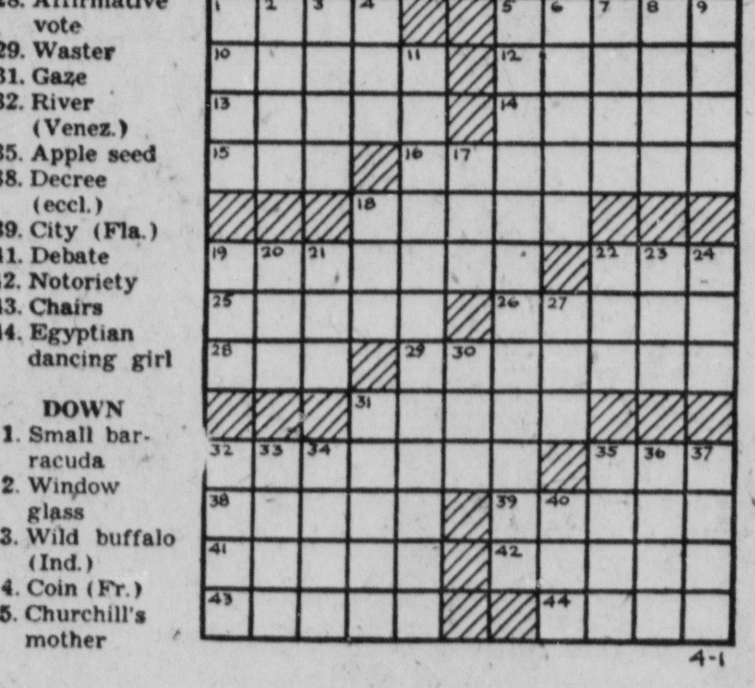 28. Affirmative
vote
29. Waster
31. Gaze
32. River
(Venez.)
35. Apple seed
38. Decree
(eccl.)
39. City (Fla.)
41. Debate
42. Notoriety
43. Chairs
44. Egyptian
dancing girl
DOWN
1. Small bar-
racuda
2. Window
glass
3. Wild buffalo
(Ind.)
4. Coin (Fr.)
5. Churchill's
mother
1 2 3 4 5 6 7 8 9
10 11 12
13 14
15 16 17
18
19 20 21 22 23 24
25 26 27
28 29 30
31
32 33 34 35 36 37
38 39 40
41 42
43 44
4-1